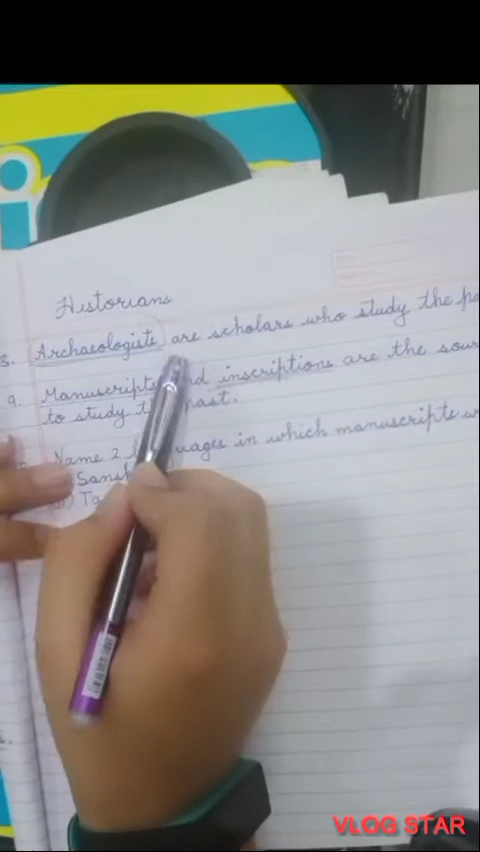 Historians
Archaeologists are scholars who study the
9. Manuscripts and inscriptions are the
to study the past.
Name 2 languages in which manuscripts
VLOG STAR